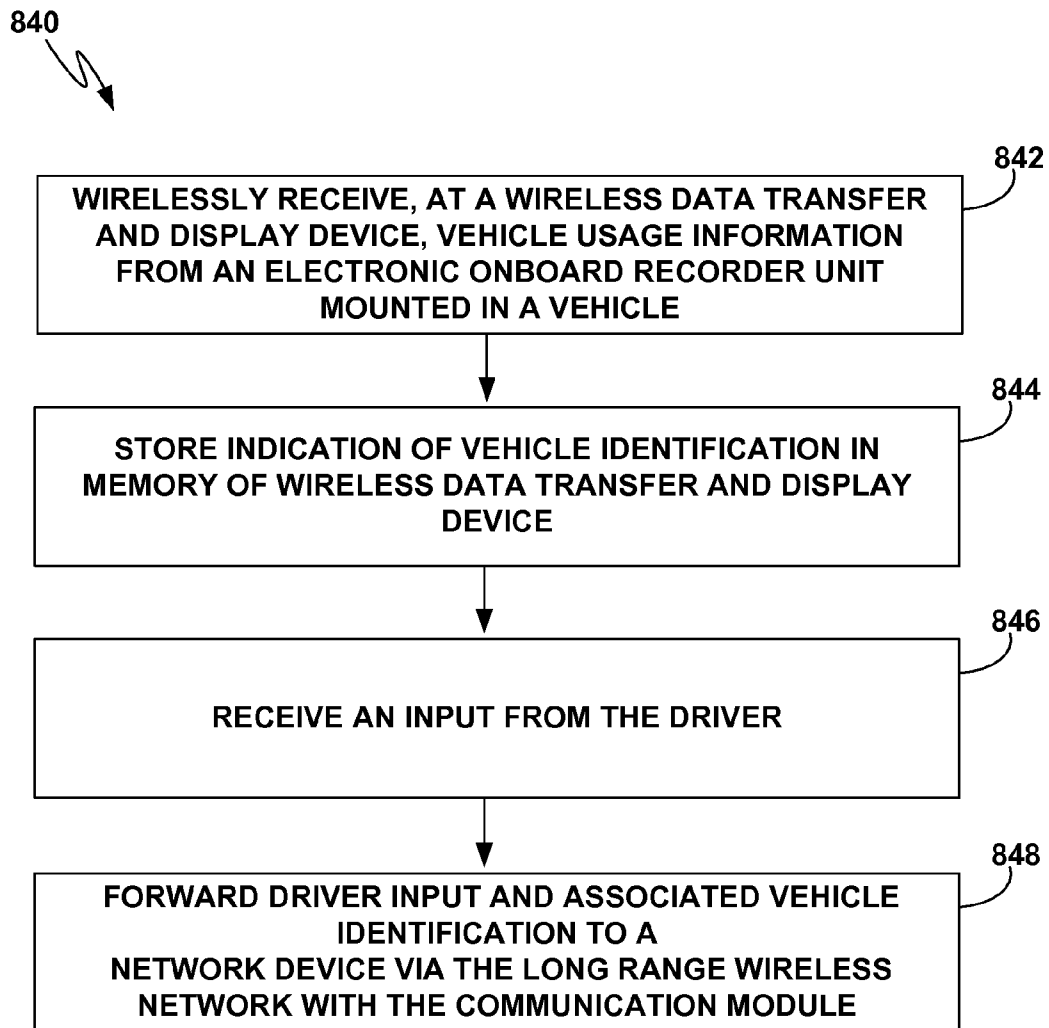 840
842
WIRELESSLY RECEIVE, AT A WIRELESS DATA TRANSFER
AND DISPLAY DEVICE, VEHICLE USAGE INFORMATION
FROM AN ELECTRONIC ONBOARD RECORDER UNIT
MOUNTED IN A VEHICLE
844
STORE INDICATION OF VEHICLE IDENTIFICATION IN
MEMORY OF WIRELESS DATA TRANSFER AND DISPLAY
DEVICE
846
RECEIVE AN INPUT FROM THE DRIVER
848
FORWARD DRIVER INPUT AND ASSOCIATED VEHICLE
IDENTIFICATION TO A
NETWORK DEVICE VIA THE LONG RANGE WIRELESS
NETWORK WITH THE COMMUNICATION MODULE